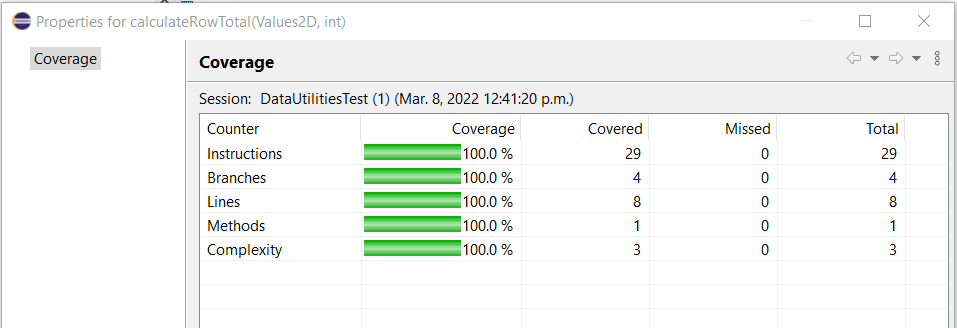 Properties for calculateRowTotal(Values2D, int)
Coverage
Coverage
Session: DataUtilitiesTest (1) (Mar. 8, 2022 12:41:20 p.m.)
Counter Coverage Covered Missed Total
Instructions 100.0 % 29 0 29
Branches 100.0 % 4 0 4
Lines 100.0 % 8 0 8
Methods 100.0 % 1 0 1
Complexity 100.0 % 3 0 3